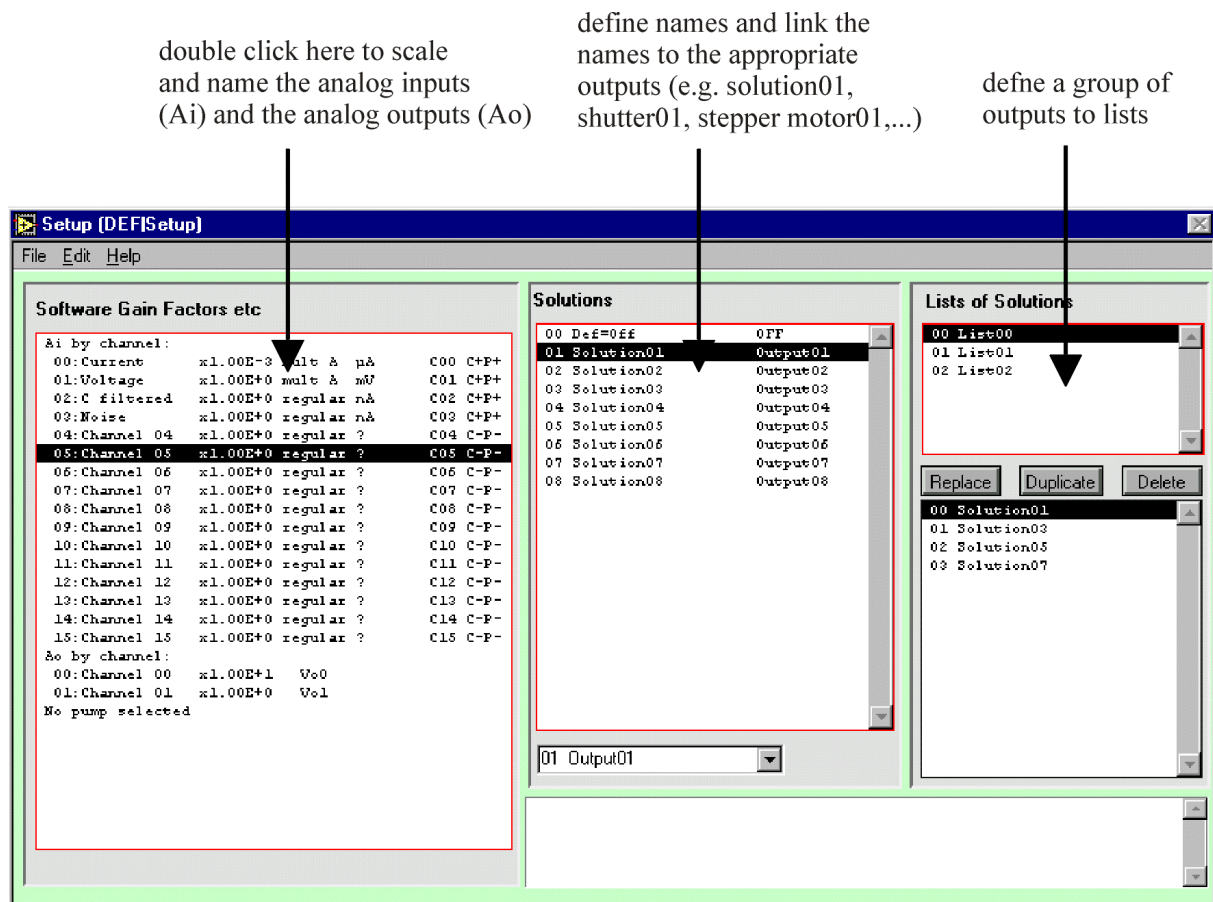 double click here to scale
and name the analog inputs
(Ai) and the analog outputs (Ao)
define names and link the
names to the appropriate
outputs (e.g. solution01,
shutter01, stepper motor01,...)
defne a group of
outputs to lists
Setup (DEF|Setup)
File Edit Help
Software Gain Factors etc
Ai by channel:
00:Current x1.00E-3 mult A µA C00 C+P+
01:Voltage x1.00E+0 mult A mV C01 C+P+
02:C filtered x1.00E+0 regular nA C02 C+P+
03:Noise x1.00E+0 regular nA C03 C+P+
04:Channel 04 x1.00E+0 regular ? C04 C-P-
05:Channel 05 x1.00E+0 regular ? C05 C-P-
06:Channel 06 x1.00E+0 regular ? C06 C-P-
07:Channel 07 x1.00E+0 regular ? C07 C-P-
08:Channel 08 x1.00E+0 regular ? C08 C-P-
09:Channel 09 x1.00E+0 regular ? C09 C-P-
10:Channel 10 x1.00E+0 regular ? C10 C-P-
11:Channel 11 x1.00E+0 regular ? C11 C-P-
12:Channel 12 x1.00E+0 regular ? C12 C-P-
13:Channel 13 x1.00E+0 regular ? C13 C-P-
14:Channel 14 x1.00E+0 regular ? C14 C-P-
15:Channel 15 x1.00E+0 regular ? C15 C-P-
Ao by channel:
00:Channel 00 x1.00E+1 Vo0
01:Channel 01 x1.00E+0 Vo1
No pump selected
Solutions
00 Def=Off OFF
01 Solution01 Output01
02 Solution02 Output02
03 Solution03 Output03
04 Solution04 Output04
05 Solution05 Output05
06 Solution06 Output06
07 Solution07 Output07
08 Solution08 Output08
01 Output01
Lists of Solutions
00 List00
01 List01
02 List02
Replace Duplicate Delete
00 Solution01
01 Solution03
02 Solution05
03 Solution07